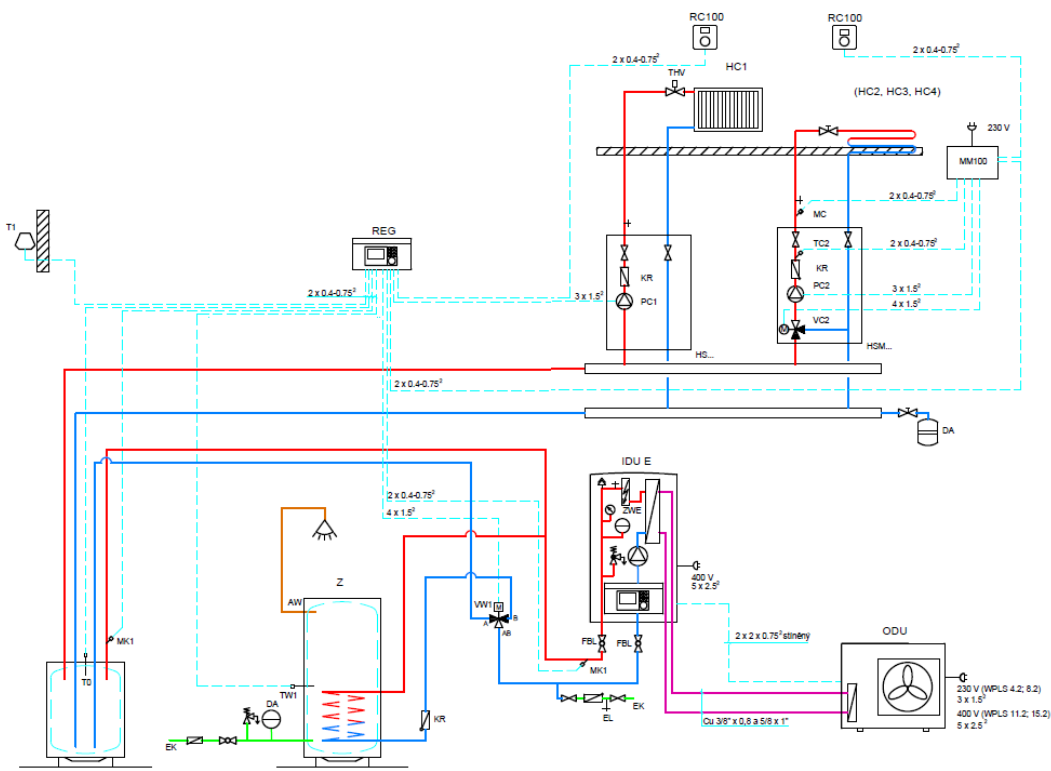 RC100
RC100
2 x 0.4-0.75²
2 x 0.4-0.75²
THV
HC1
(HC2, HC3, HC4)
230 V
MM100
2 x 0.4-0.75²
MC
T1
REG
TC2
2 x 0.4-0.75²
KR
KR
2 x 0.4-0.75²
3 x 1.5²
PC1
PC2
3 x 1.5²
4 x 1.5²
M
VC2
HS...
HSM...
2 x 0.4-0.75²
DA
IDU E
2 x 0.4-0.75²
ZWE
4 x 1.5²
Z
400 V
5 x 2.5²
AW
VW1
M
A
B
AB
ODU
MK1
FBL
FBL
2 x 2 x 0.75² stíněný
MK1
T0
TW1
230 V (WPLS 4.2; 8.2)
3 x 1.5²
DA
EK
KR
EL
Cu 3/8" x 0,8 a 5/8 x 1"
400 V (WPLS 11.2; 15.2)
5 x 2.5²
EK